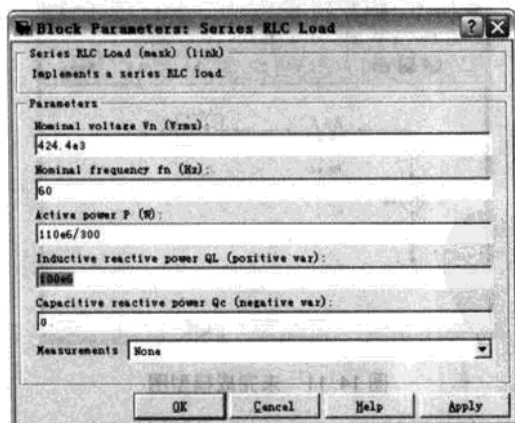 Block Parameters: Series RLC Load
Series RLC Load (mask) (link)
Implements a series RLC load.
Parameters
Nominal voltage Vn (Vrms):
424.4e3
Nominal frequency fn (Hz):
60
Active power P (W):
110e6/300
Inductive reactive power QL (positive var):
100e6
Capacitive reactive power Qc (negative var):
0
Measurements None
OK Cancel Help Apply